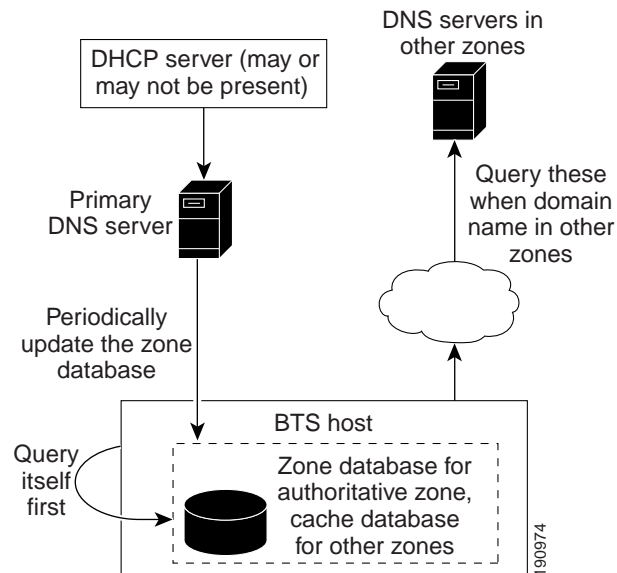 DNS servers in
other zones
DHCP server (may or
may not be present)
Primary
DNS server
Query these
when domain
name in other
zones
Periodically
update the zone
database
BTS host
Query
itself
first
Zone database for
authoritative zone,
cache database
for other zones
190974